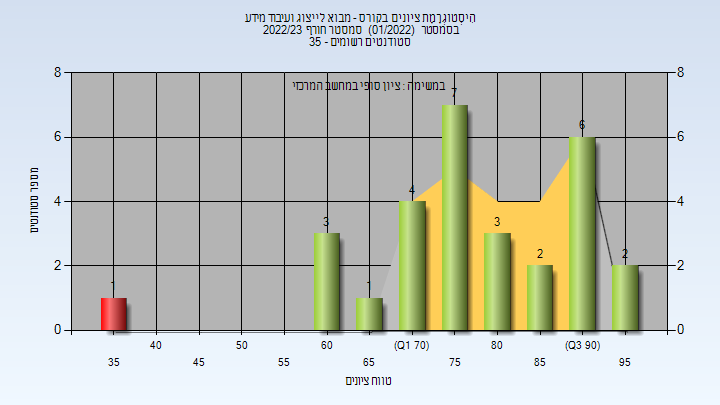 היסטוגרמת ציונים בקורס - מבוא לייצוג ועיבוד מידע
בסמסטר (01/2022) סמסטר חורף 2022/23
סטודנטים רשומים - 35
במשימה : ציון סופי במחשב המרכזי
מספר סטודנטים
8 8
6 6
4 4
2 2
0 0
1 3 1 4 7 3 2 6 2
40 50 60 (Q1 70) 80 (Q3 90)
35 45 55 65 75 85 95
טווח ציונים